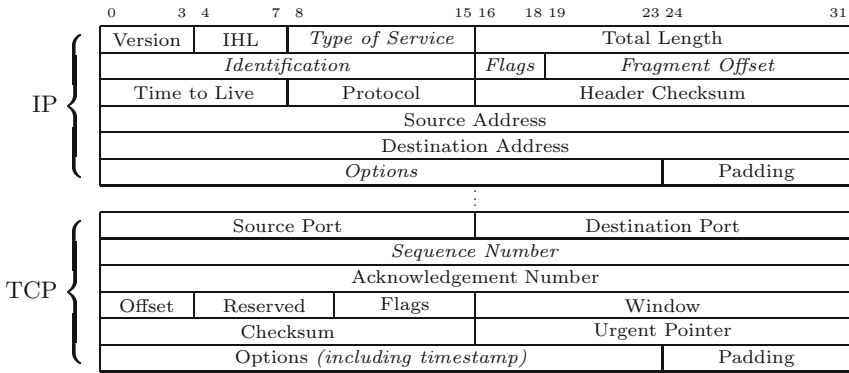 0 3 4 7 8 15 16 18 19 23 24 31
Version IHL Type of Service Total Length
Identification Flags Fragment Offset
Time to Live Protocol Header Checksum
IP
Source Address
Destination Address
Options Padding
⋮
Source Port Destination Port
Sequence Number
Acknowledgement Number
TCP
Offset Reserved Flags Window
Checksum Urgent Pointer
Options (including timestamp) Padding